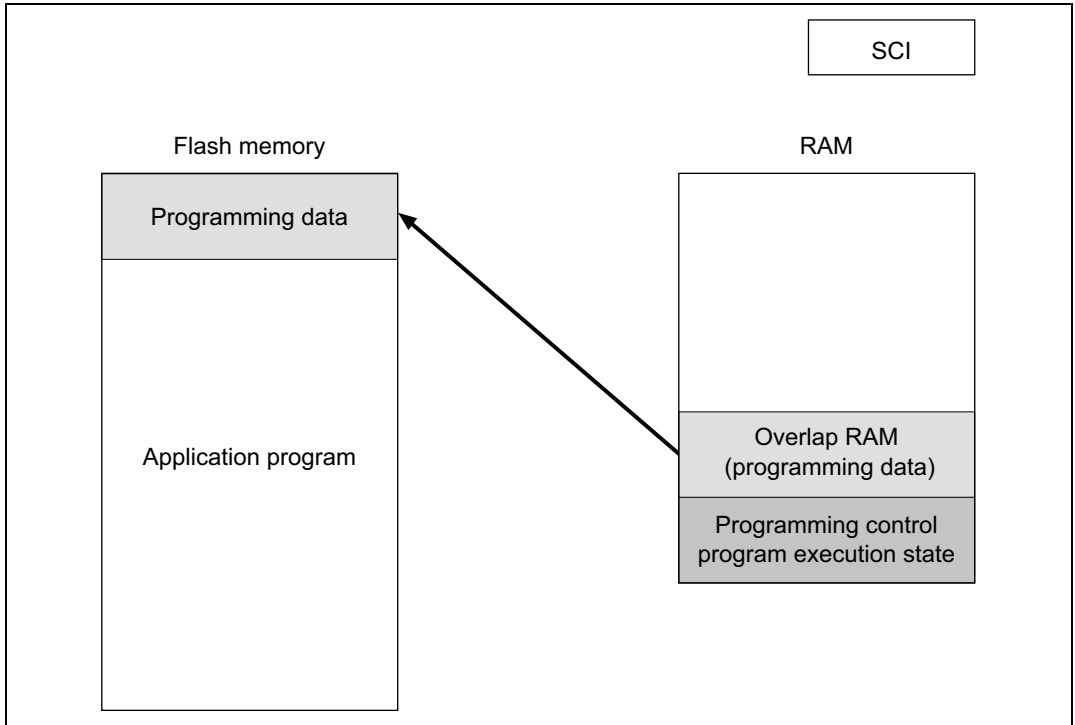 SCI
Flash memory
RAM
Programming data
Application program
Overlap RAM
(programming data)
Programming control
program execution state